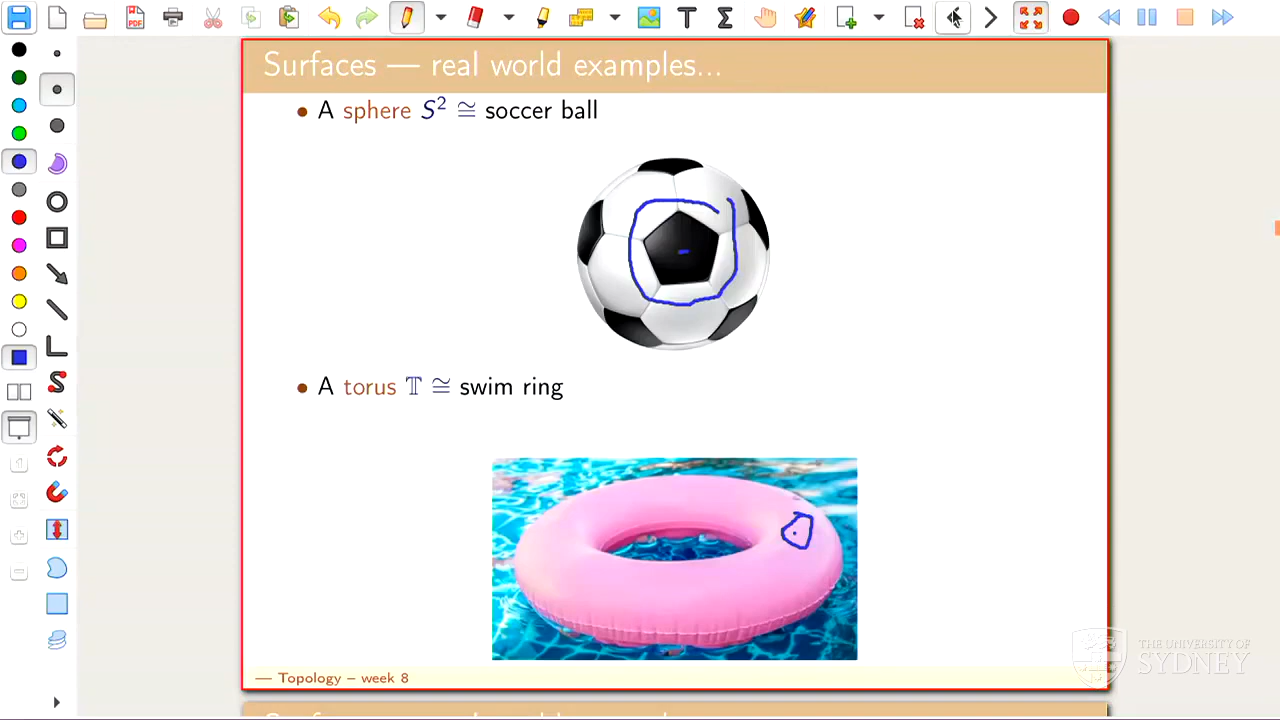 Surfaces — real world examples...
• A sphere S² ≅ soccer ball
• A torus 𝕋 ≅ swim ring
— Topology – week 8
THE UNIVERSITY OF
SYDNEY